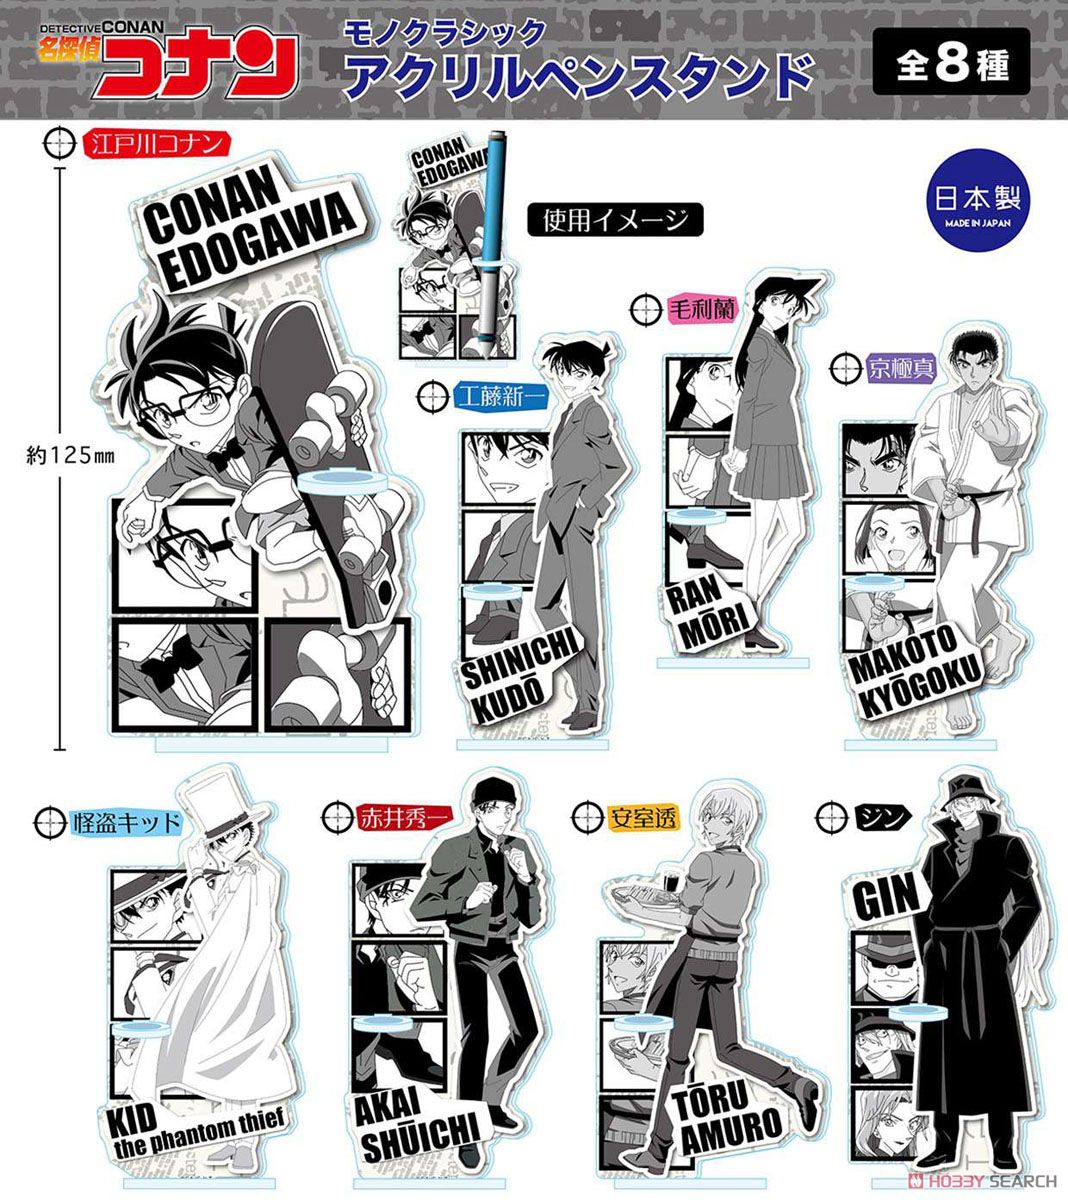 DETECTIVE CONAN
名探偵
コナン
モノクラシック
アクリルペンスタンド
全8種
江戸川コナン
CONAN
EDOGAWA
CONAN
EDOGAWA
使用イメージ
日本製
MADE IN JAPAN
約125mm
工藤新一
SHINICHI
KUDŌ
毛利蘭
RAN
MŌRI
京極真
MAKOTO
KYŌGOKU
怪盗キッド
KID
the phantom thief
赤井秀一
AKAI
SHŪICHI
安室透
TŌRU
AMURO
ジン
GIN
HOBBY SEARCH